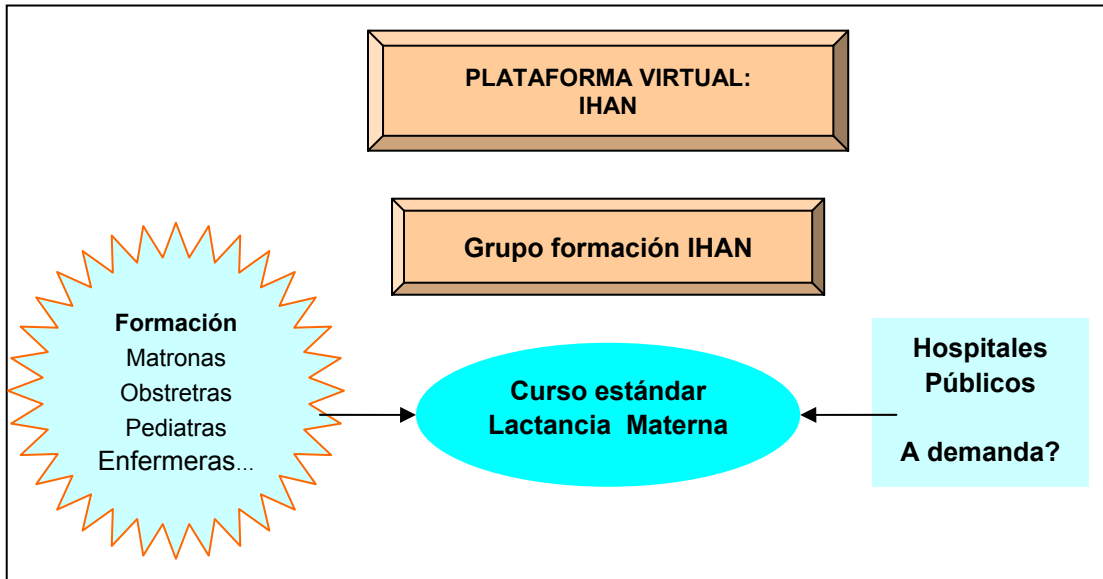 PLATAFORMA VIRTUAL:
IHAN
Grupo formación IHAN
Formación
Matronas
Obstretras
Pediatras
Enfermeras...
Curso estándar
Lactancia Materna
Hospitales
Públicos
A demanda?